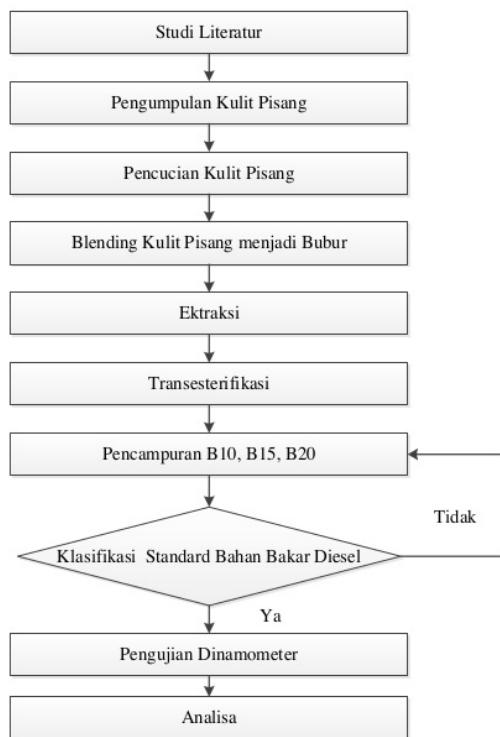 Studi Literatur
Pengumpulan Kulit Pisang
Pencucian Kulit Pisang
Blending Kulit Pisang menjadi Bubur
Ektraksi
Transesterifikasi
Pencampuran B10, B15, B20
Tidak
Klasifikasi Standard Bahan Bakar Diesel
Ya
Pengujian Dinamometer
Analisa